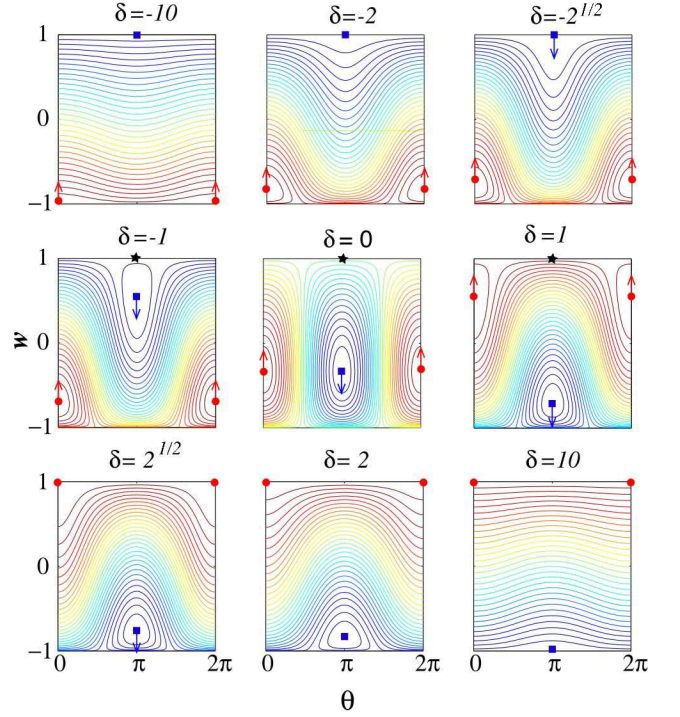 δ=-10 δ=-2 δ=-2^1/2
1
0
-1
δ=-1 δ=0 δ=1
1
w 0
-1
δ=2^1/2 δ=2 δ=10
1
0
-1
0 π 2π 0 π 2π 0 π 2π
θ